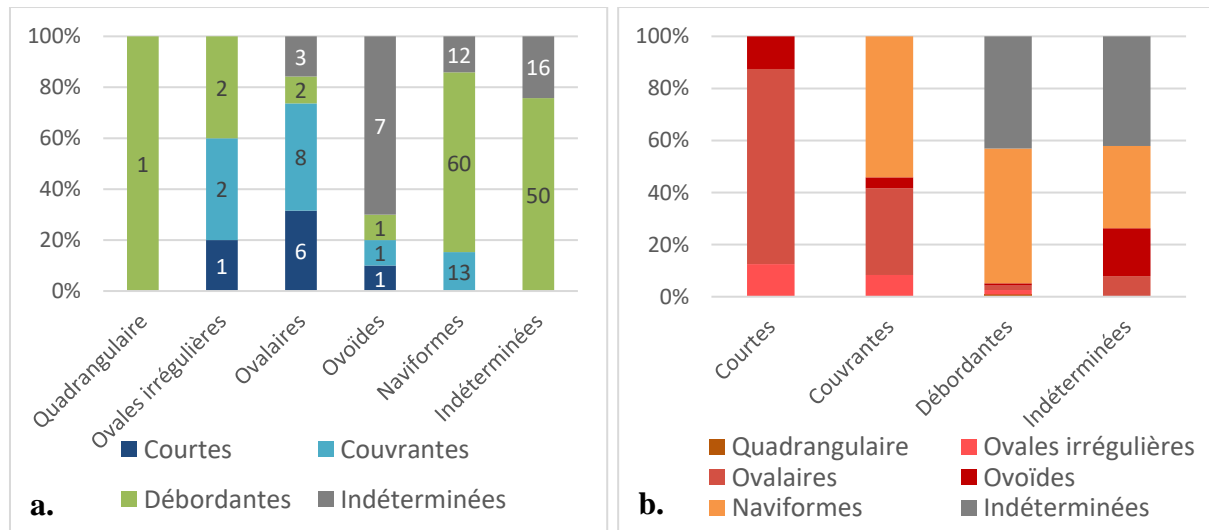 100%
80%
60%
40%
20%
0%
1
2
2
1
3
2
8
6
7
1
1
1
12
60
13
16
50
Quadrangulaire
Ovales irrégulières
Ovalaires
Ovoïdes
Naviformes
Indéterminées
Courtes
Couvrantes
Débordantes
Indéterminées
a.
100%
80%
60%
40%
20%
0%
Courtes
Couvrantes
Débordantes
Indéterminées
Quadrangulaire
Ovales irrégulières
Ovalaires
Ovoïdes
Naviformes
Indéterminées
b.